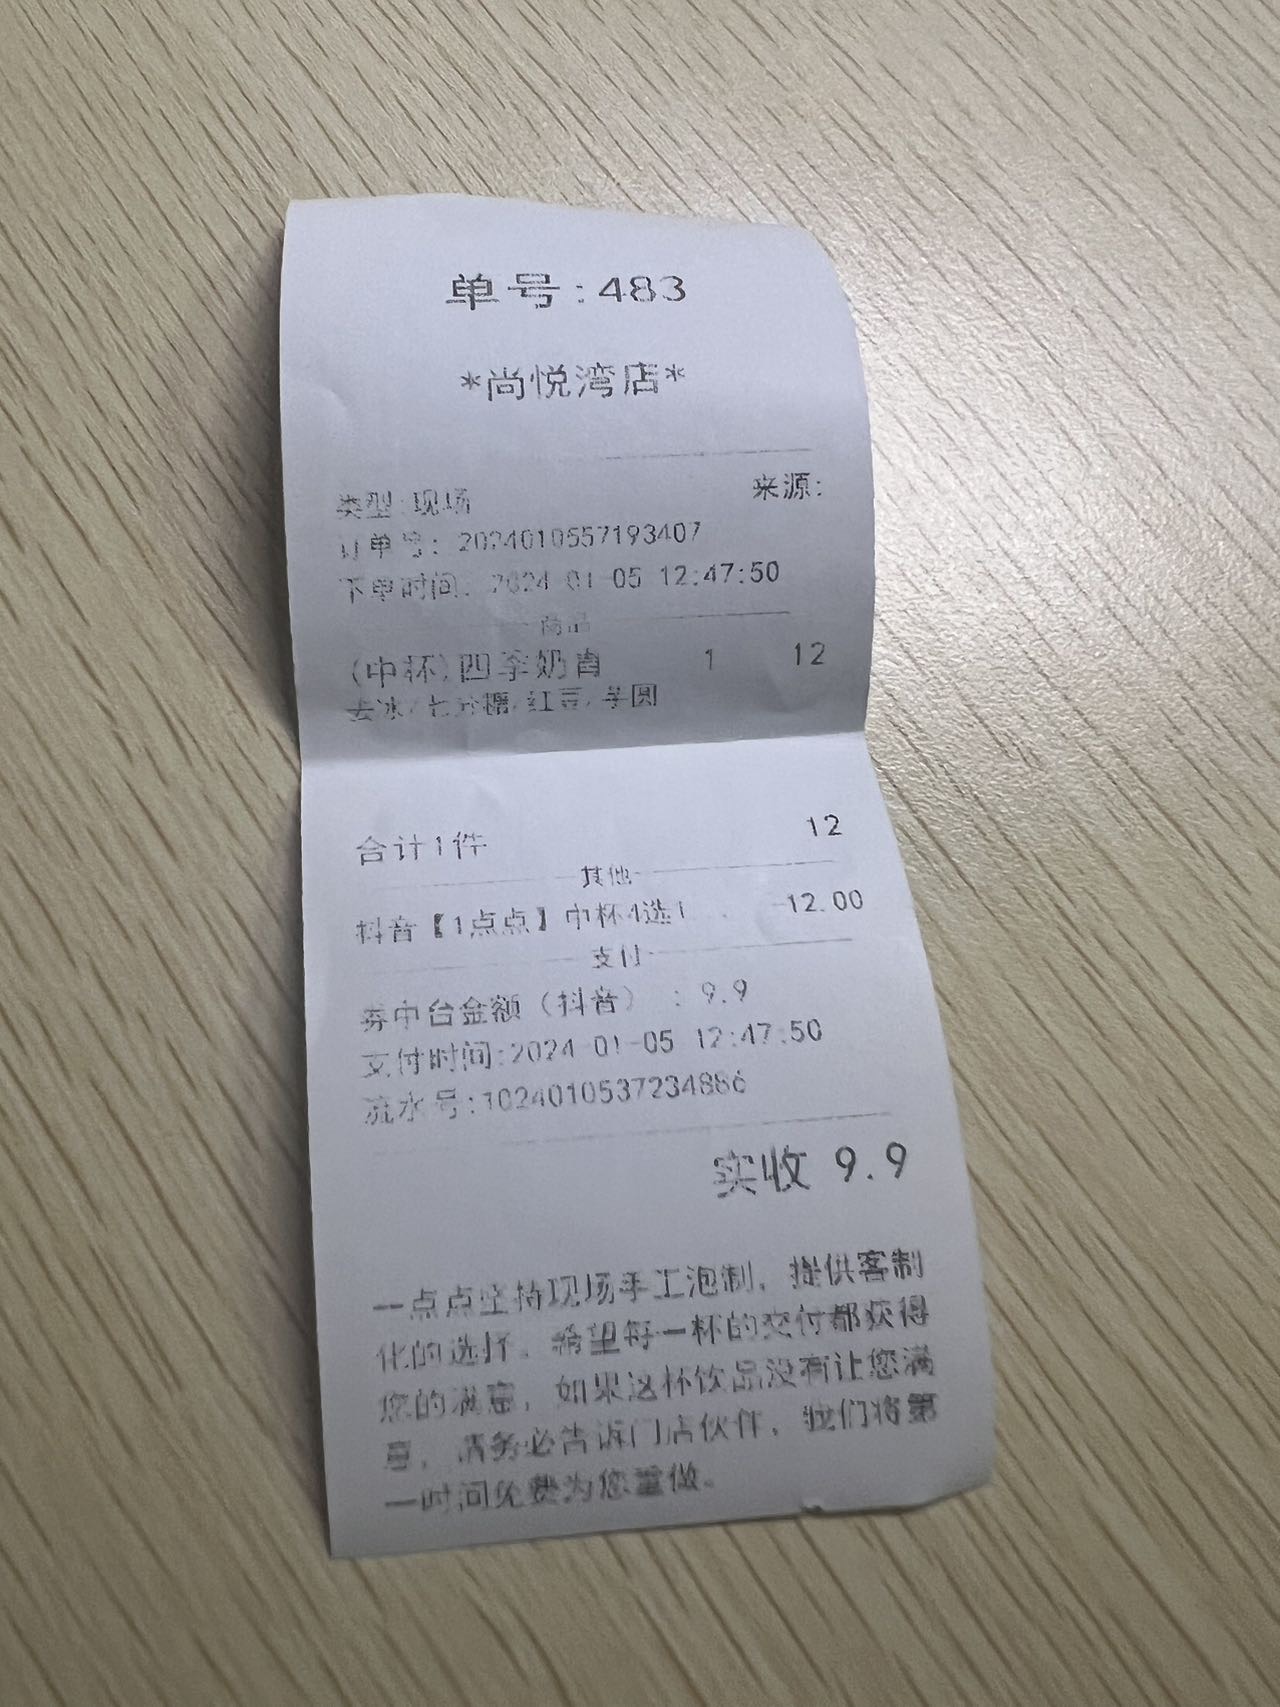 单号:483
*尚悦湾店*
类型:现场 来源:
订单号: 2024010557193407
下单时间: 2024-01-05 12:47:50
商品
(中杯)四季奶青 1 12
去冰/七分糖/红豆/芋圆
合计1件 12
其他
抖音【1点点】中杯4选1 -12.00
支付
券中台金额(抖音) : 9.9
支付时间:2024-01-05 12:47:50
流水号:1024010537234886
实收 9.9
一点点坚持现场手工泡制，提供客制
化的选择。希望每一杯的交付都获得
您的满意，如果这杯饮品没有让您满
意，请务必告诉门店伙伴，我们将第
一时间免费为您重做。